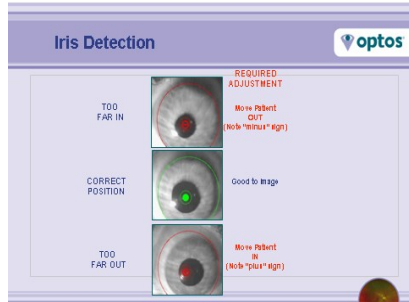 Iris Detection
optos
REQUIRED
ADJUSTMENT
TOO
FAR IN
Move Patient
OUT
(Note "minus" sign)
CORRECT
POSITION
Good to Image
TOO
FAR OUT
Move Patient
IN
(Note "plus" sign)